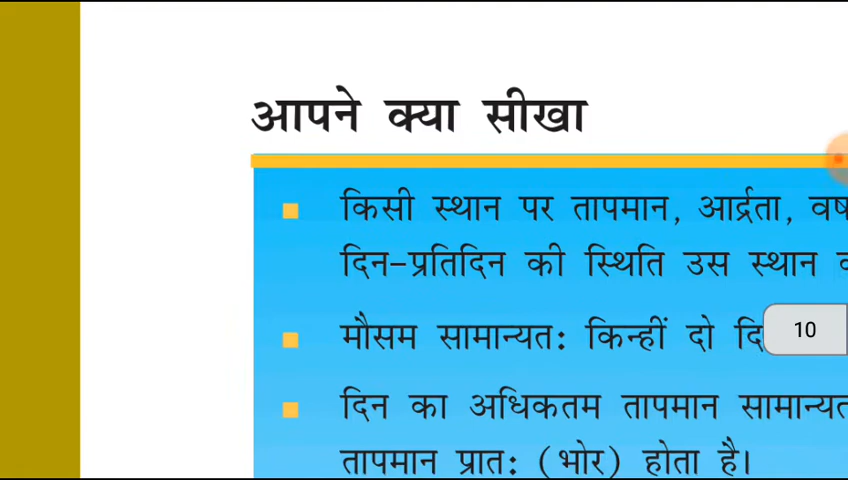 आपने क्या सीखा
किसी स्थान पर तापमान, आर्द्रता,
दिन-प्रतिदिन की स्थिति उस स्थान
मौसम सामान्यत: किन्हीं दो
10
दिन का अधिकतम तापमान
तापमान प्रात: (भोर) होता है।